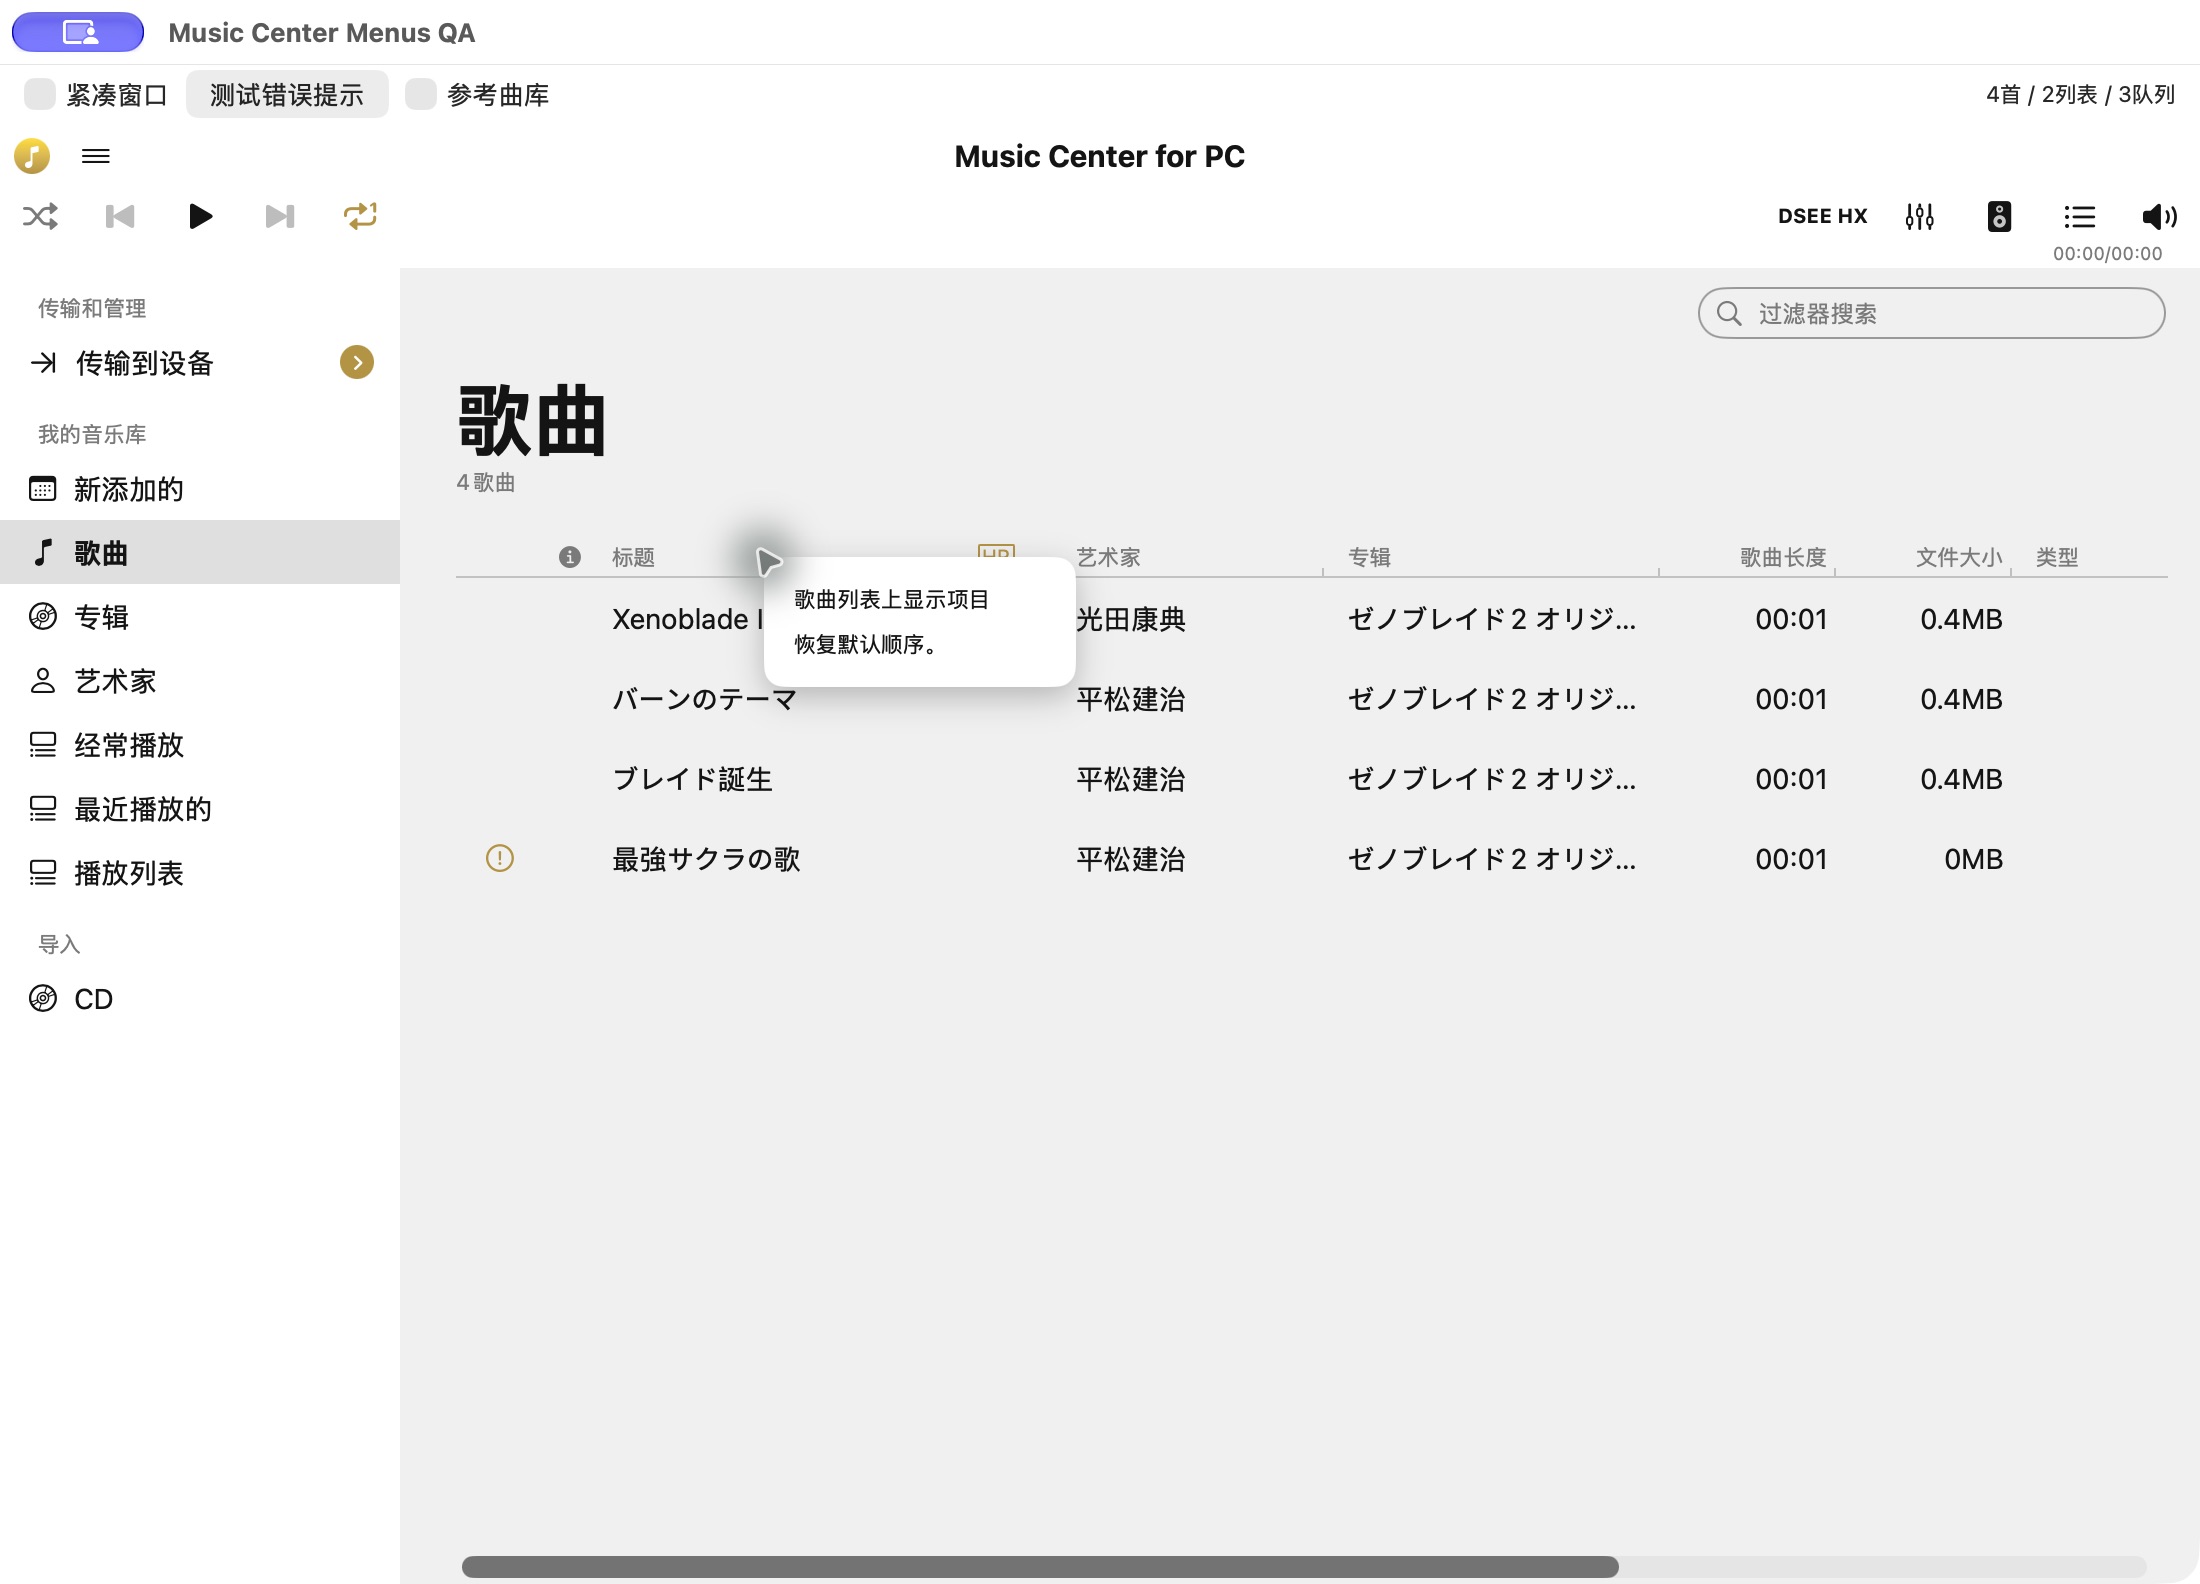 Music Center Menus QA
紧凑窗口 测试错误提示 参考曲库 4首 / 2列表 / 3队列
Music Center for PC
DSEE HX
00:00/00:00
传输和管理
过滤器搜索
传输到设备
歌曲
4歌曲
我的音乐库
新添加的
歌曲
专辑
艺术家
经常播放
最近播放的
播放列表
导入
CD
标题 HR 艺术家 专辑 歌曲长度 文件大小 类型
歌曲列表上显示项目
恢复默认顺序。
Xenoblade 光田康典 ゼノブレイド2 オリジ... 00:01 0.4MB
バーンのテーマ 平松建治 ゼノブレイド2 オリジ... 00:01 0.4MB
ブレイド誕生 平松建治 ゼノブレイド2 オリジ... 00:01 0.4MB
最強サクラの歌 平松建治 ゼノブレイド2 オリジ... 00:01 0MB